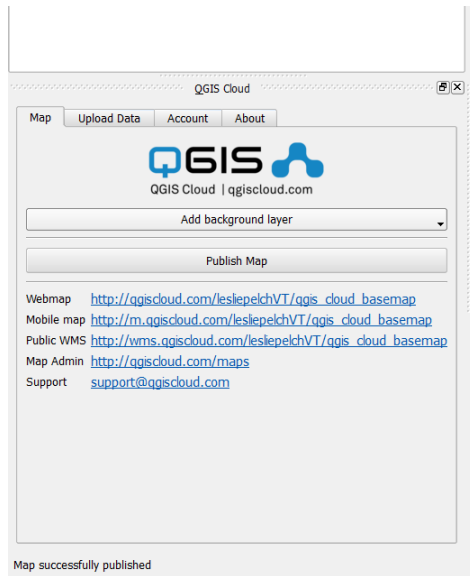 QGIS Cloud
Map Upload Data Account About
QGIS
QGIS Cloud | qgiscloud.com
Add background layer
Publish Map
Webmap http://qgiscloud.com/lesliepelchVT/qgis_cloud_basemap
Mobile map http://m.qgiscloud.com/lesliepelchVT/qgis_cloud_basemap
Public WMS http://wms.qgiscloud.com/lesliepelchVT/qgis_cloud_basemap
Map Admin http://qgiscloud.com/maps
Support support@qgiscloud.com
Map successfully published